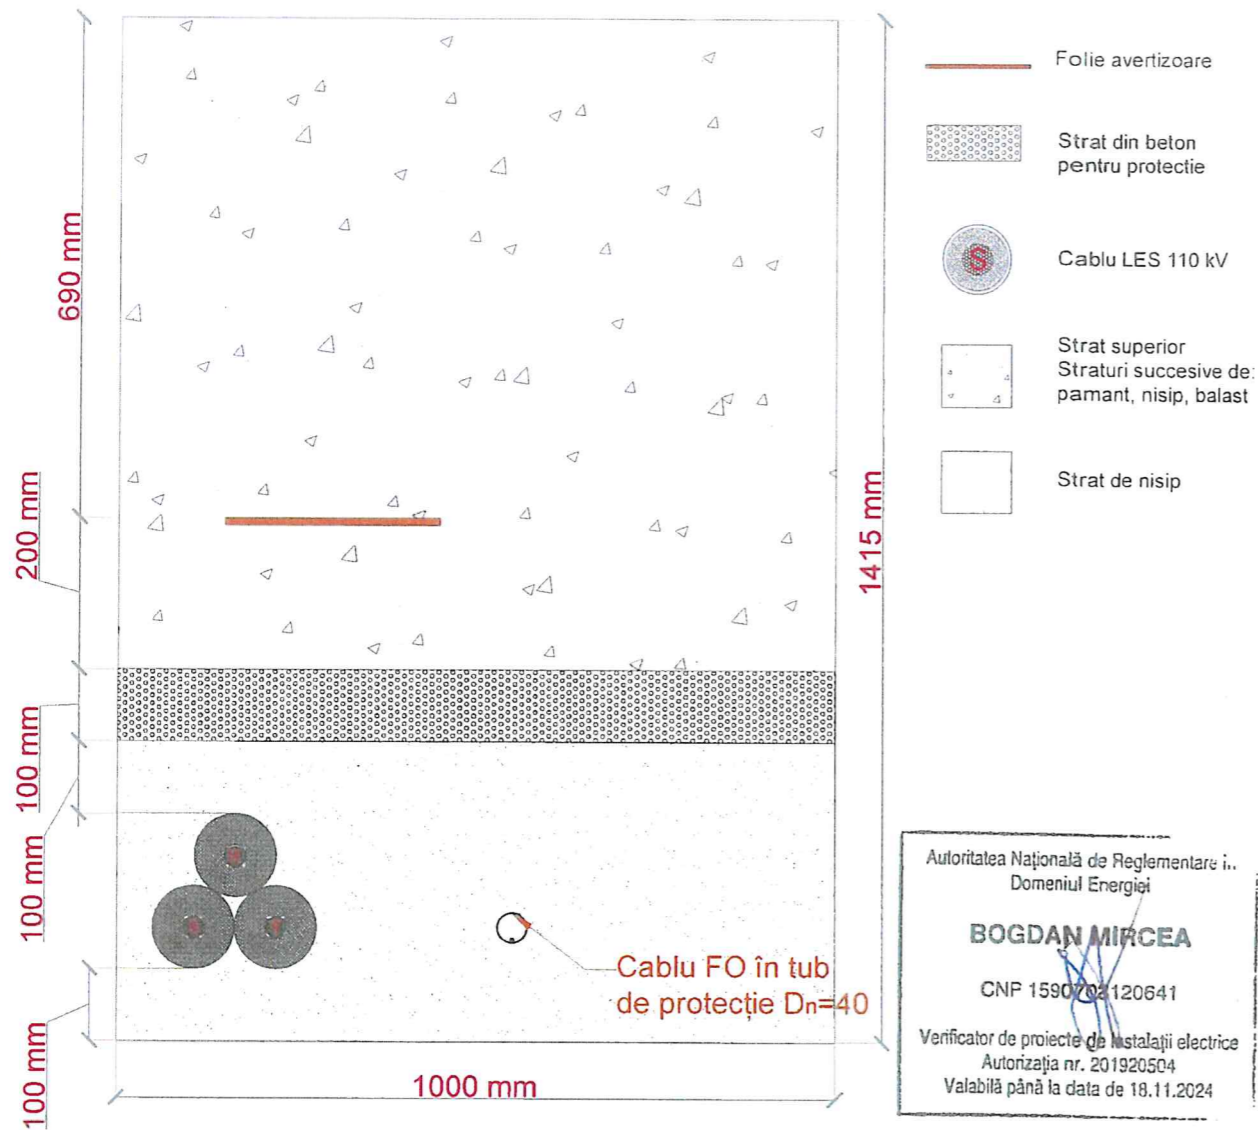 690 mm
200 mm
100 mm
100 mm
100 mm
1000 mm
1415 mm
Cablu FO în tub
de protecție Dn=40
Folie avertizoare
Strat din beton
pentru protectie
S
Cablu LES 110 kV
Strat superior
Straturi succesive de:
pamant, nisip, balast
Strat de nisip
Autoritatea Națională de Reglementare
Domeniul Energiei
BOGDAN MIRCEA
CNP
Verificator de proiecte de instalații electrice
Autorizația nr. 201920504
Valabilă până la data de 18.11.2024